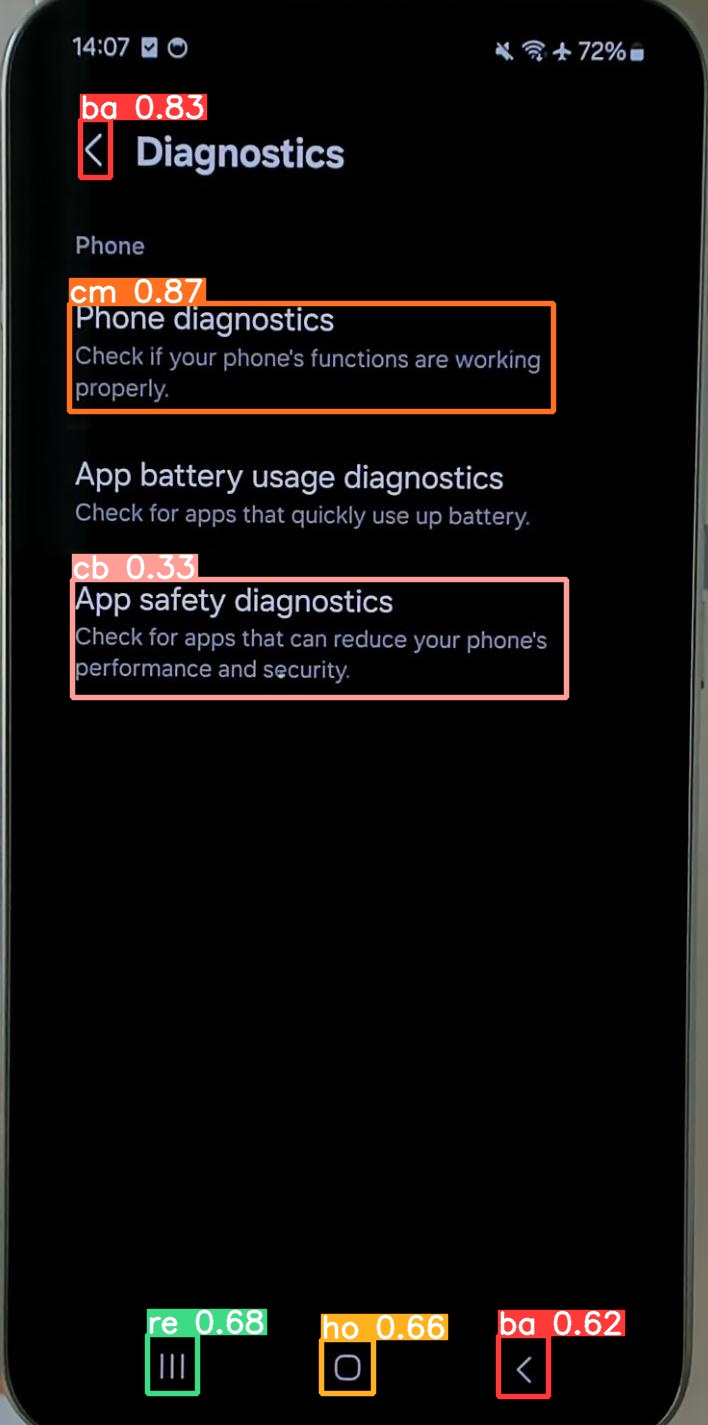 14:07 72%
ba 0.83
Diagnostics
Phone
cm 0.87
Phone diagnostics
Check if your phone's functions are working
properly.
App battery usage diagnostics
Check for apps that quickly use up battery.
cb 0.33
App safety diagnostics
Check for apps that can reduce your phone's
performance and security.
re 0.68 ho 0.66 ba 0.62